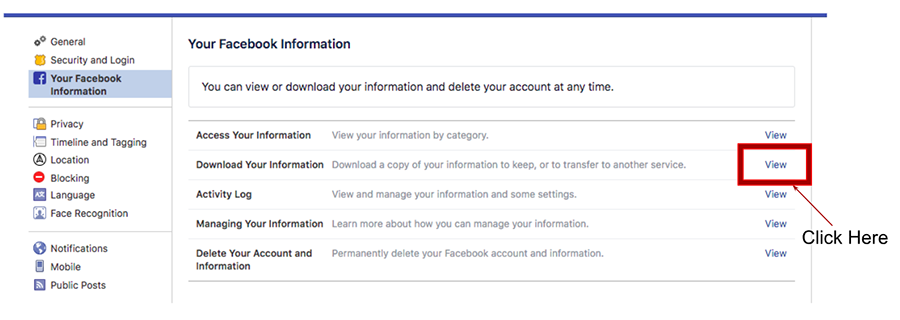 General
Security and Login
Your Facebook
Information
Privacy
Timeline and Tagging
Location
Blocking
Language
Face Recognition
Notifications
Mobile
Public Posts
Your Facebook Information
You can view or download your information and delete your account at any time.
Access Your Information View your information by category. View
Download Your Information Download a copy of your information to keep, or to transfer to another service. View
Activity Log View and manage your information and some settings. View
Managing Your Information Learn more about how you can manage your information. View
Delete Your Account and Permanently delete your Facebook account and information. View
Information
Click Here